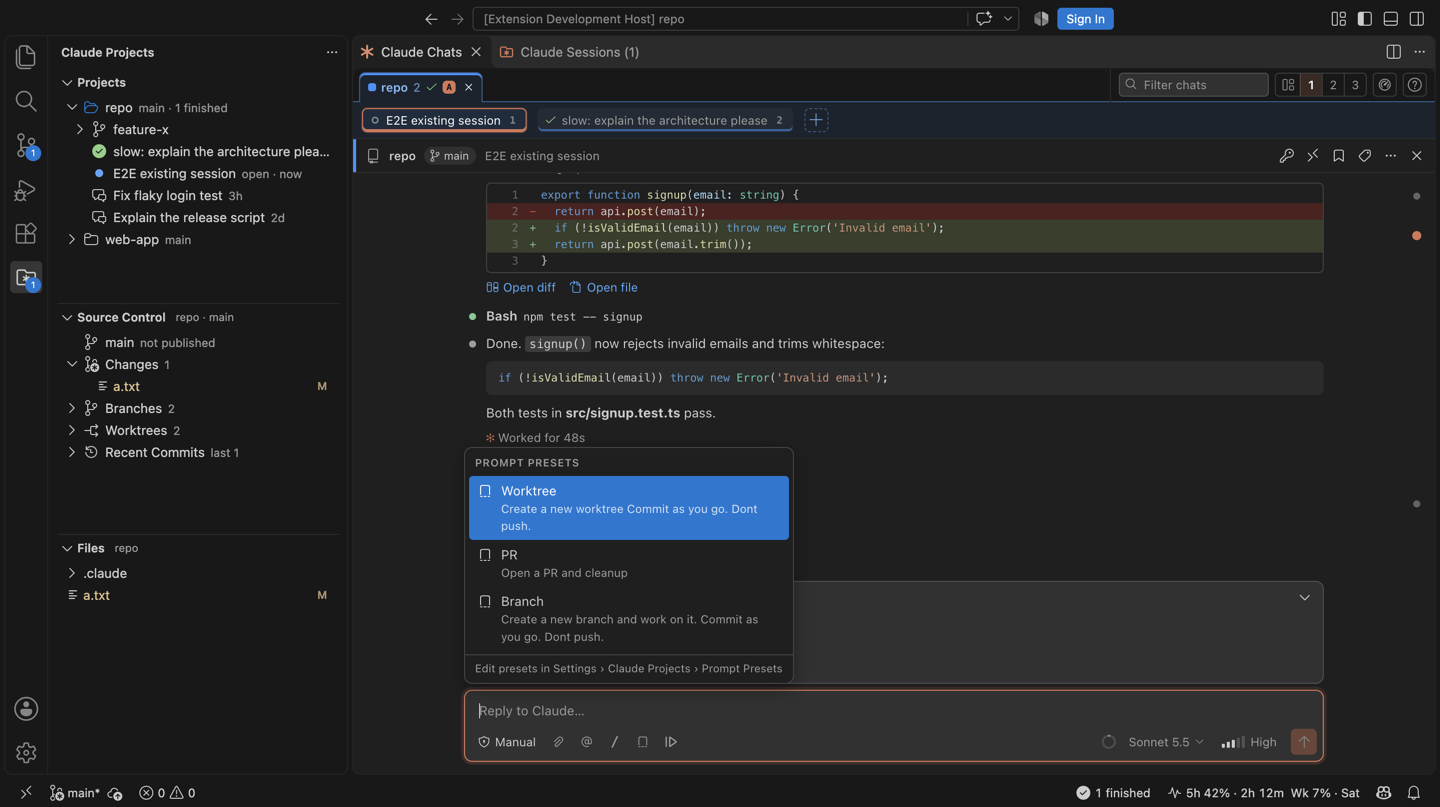 [Extension Development Host] repo
Sign In
Claude Projects
Projects
repo main · 1 finished
feature-x
slow: explain the architecture plea...
E2E existing session open · now
Fix flaky login test 3h
Explain the release script 2d
web-app main
Source Control repo · main
main not published
Changes 1
a.txt M
Branches 2
Worktrees 2
Recent Commits last 1
Files repo
.claude
a.txt M
1
1
Claude Chats
Claude Sessions (1)
repo 2 A
Filter chats
1 2 3
E2E existing session 1
slow: explain the architecture please 2
repo main E2E existing session
1 export function signup(email: string) {
2 - return api.post(email);
2 + if (!isValidEmail(email)) throw new Error('Invalid email');
3 + return api.post(email.trim());
3 }
Open diff Open file
Bash npm test -- signup
Done. signup() now rejects invalid emails and trims whitespace:
if (!isValidEmail(email)) throw new Error('Invalid email');
Both tests in src/signup.test.ts pass.
Worked for 48s
PROMPT PRESETS
Worktree
Create a new worktree Commit as you go. Dont
push.
PR
Open a PR and cleanup
Branch
Create a new branch and work on it. Commit as
you go. Dont push.
Edit presets in Settings › Claude Projects › Prompt Presets
Reply to Claude...
Manual @ /
Sonnet 5.5 High
main* 0 0
1 finished 5h 42% · 2h 12m Wk 7% · Sat